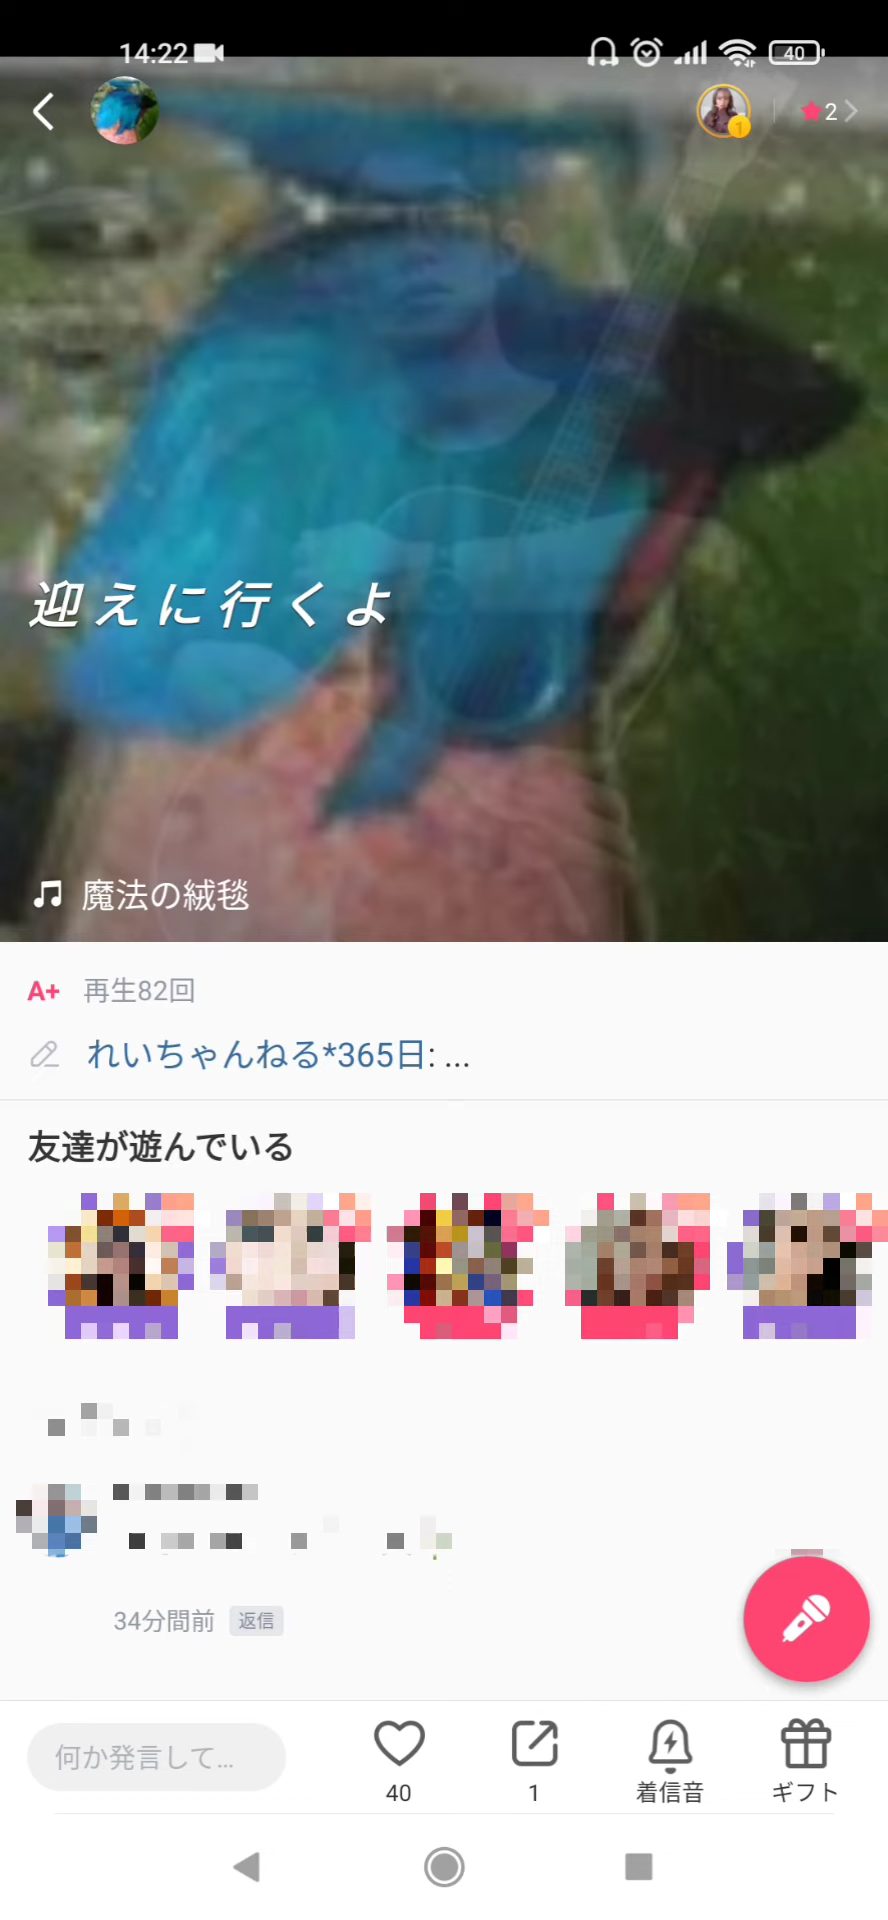 14:22
40
1
2
迎えに行くよ
魔法の絨毯
A+ 再生82回
れいちゃんねる*365日: ...
友達が遊んでいる
34分間前 返信
何か発言して...
40
1
着信音
ギフト